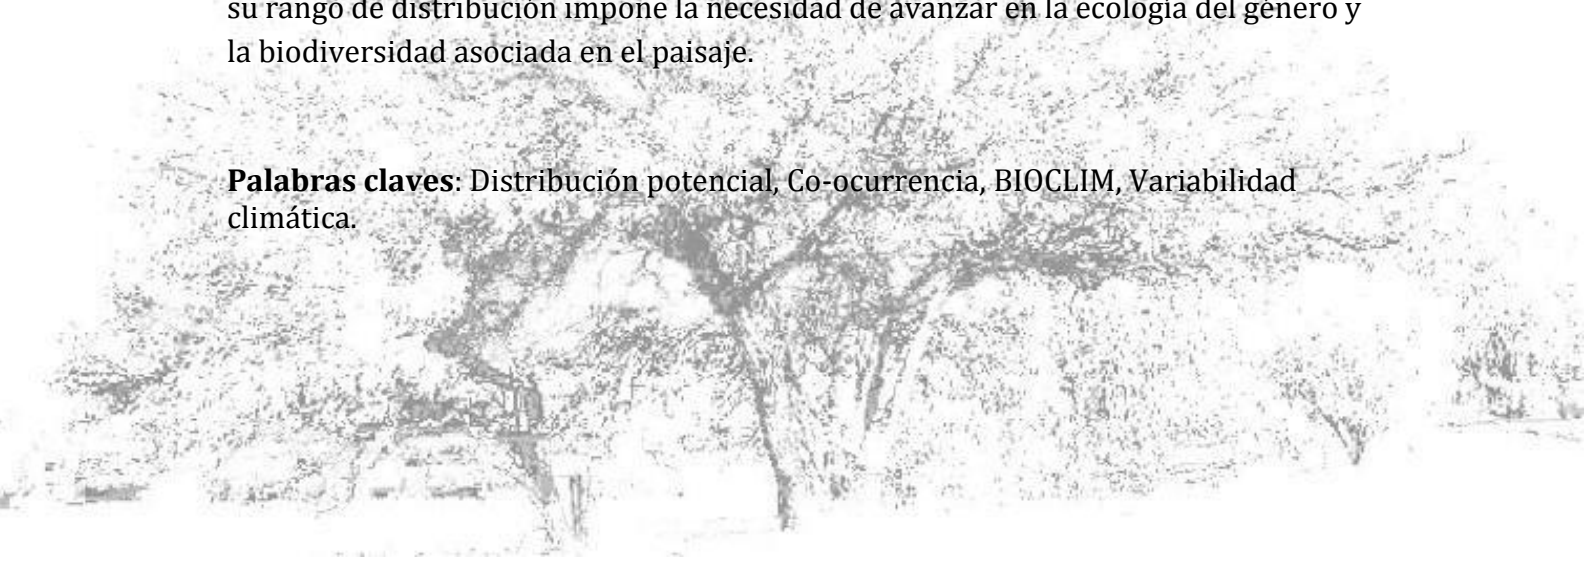 su rango de distribución impone la necesidad de avanzar en la ecología del género y
la biodiversidad asociada en el paisaje.
Palabras claves: Distribución potencial, Co-ocurrencia, BIOCLIM, Variabilidad
climática.